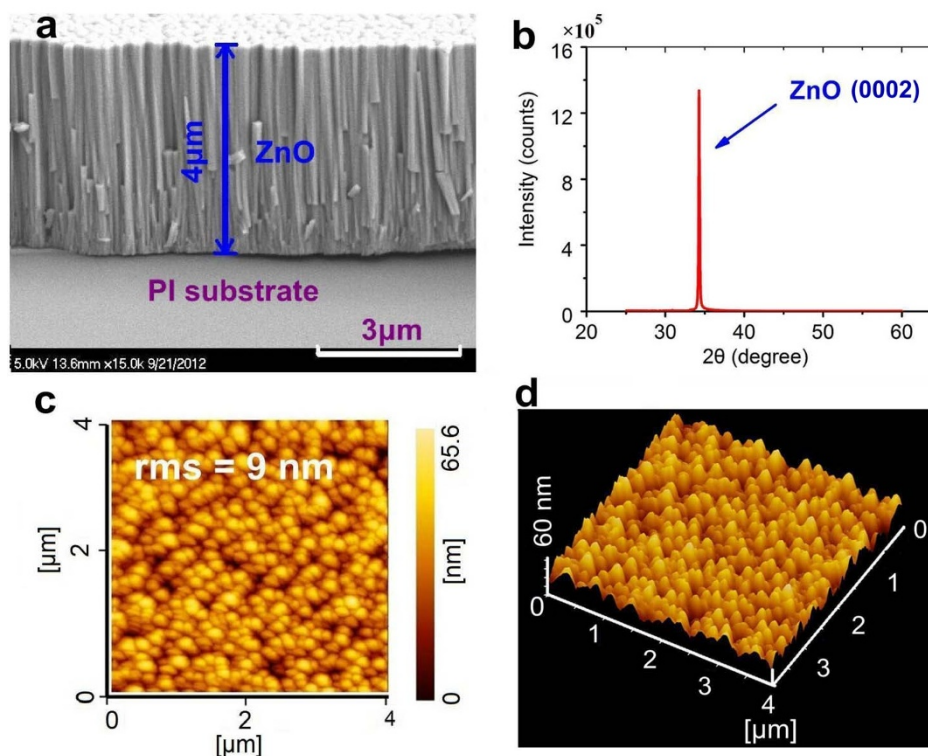 a
4μm
ZnO
PI substrate
3μm
5.0kV 13.6mm x15.0k 9/21/2012
b
×10⁵
16
12
8
4
0
Intensity (counts)
ZnO (0002)
20 30 40 50 60
2θ (degree)
c
4
2
0
[μm]
rms = 9 nm
0 2 4
[μm]
65.6
[nm]
0
d
60 nm
0
1
2
3
4
[μm]
0
1
2
3